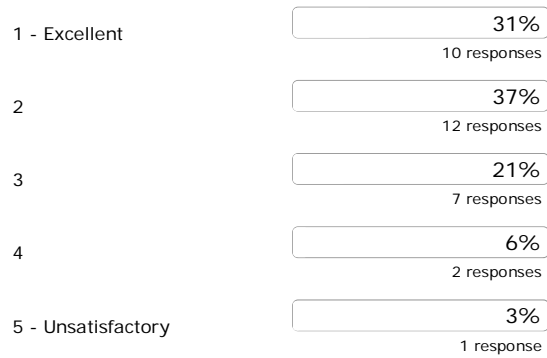 1 - Excellent
31%
10 responses
2
37%
12 responses
3
21%
7 responses
4
6%
2 responses
5 - Unsatisfactory
3%
1 response